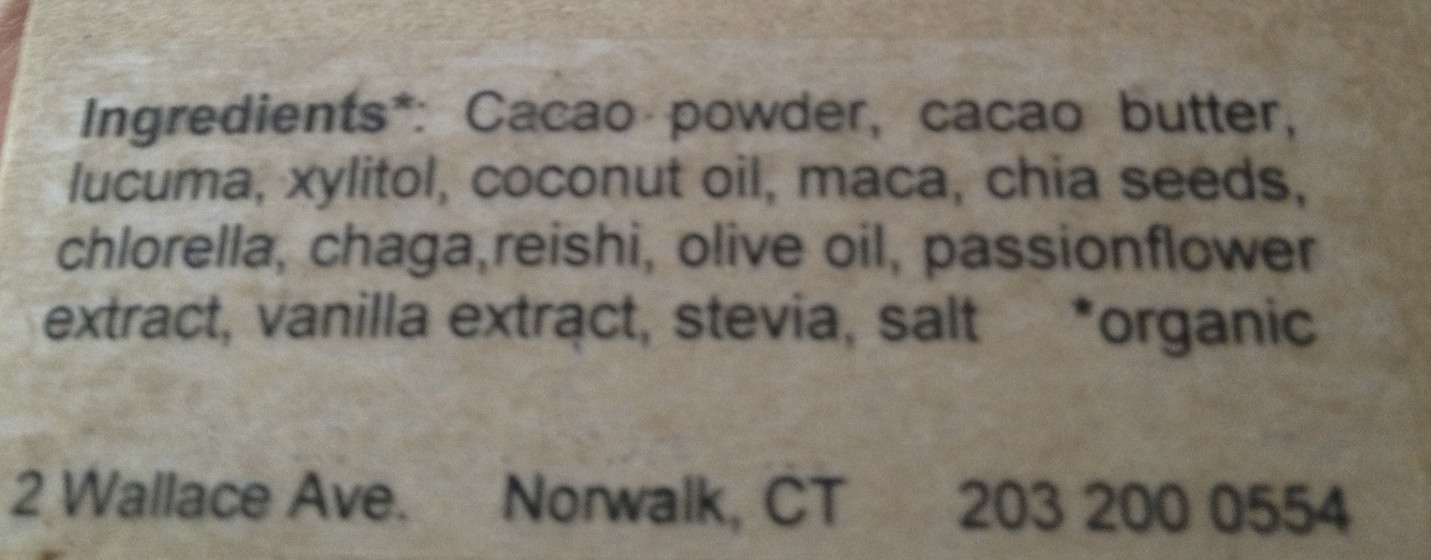 Ingredients*: Cacao powder, cacao butter,
lucuma, xylitol, coconut oil, maca, chia seeds,
chlorella, chaga,reishi, olive oil, passionflower
extract, vanilla extract, stevia, salt *organic
2 Wallace Ave. Norwalk, CT 203 200 0554